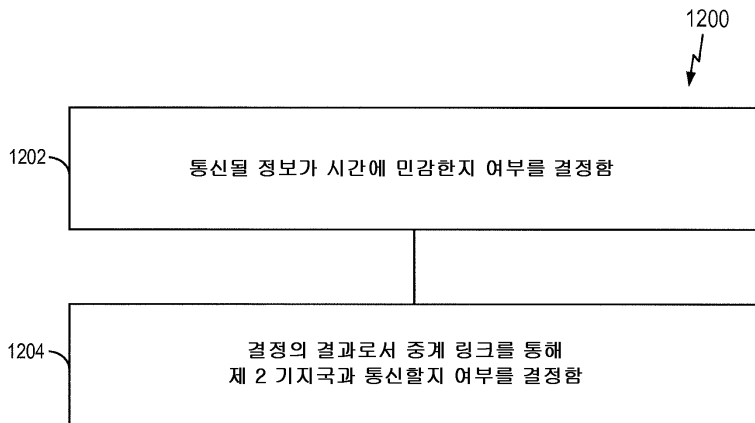 1200
1202
통신될 정보가 시간에 민감한지 여부를 결정함
1204
결정의 결과로서 중계 링크를 통해
제 2 기지국과 통신할지 여부를 결정함